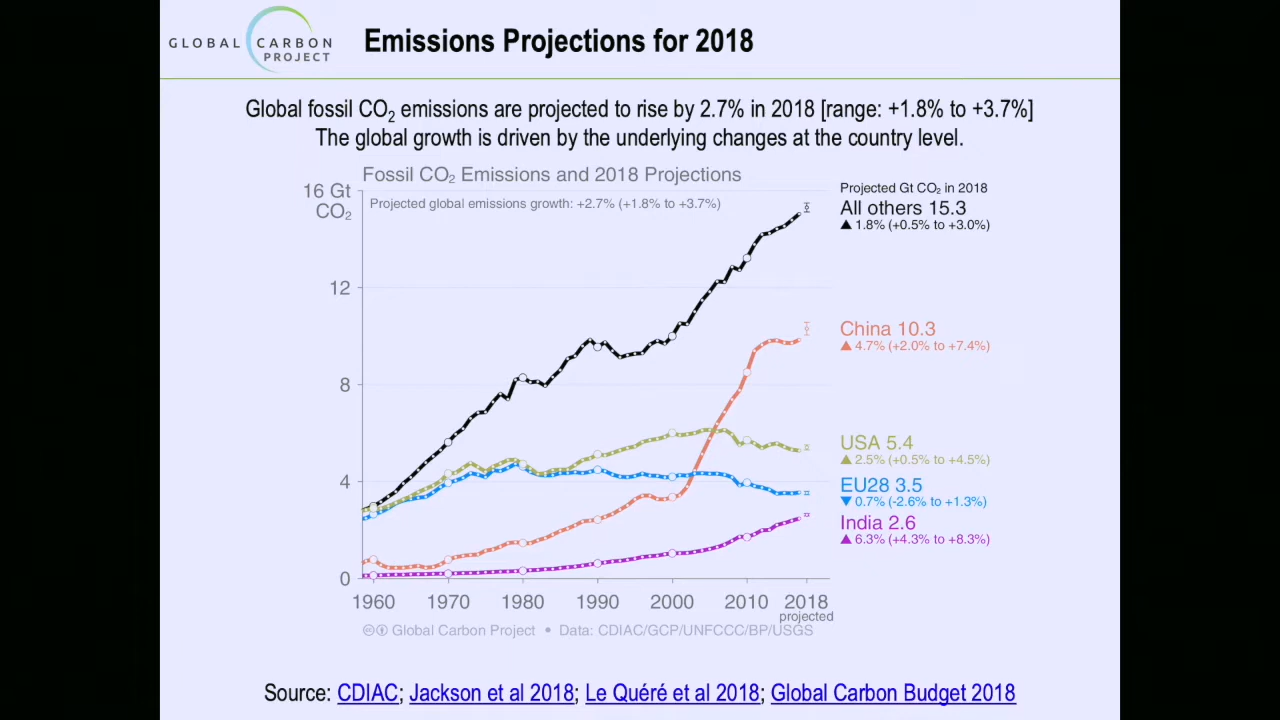 GLOBAL CARBON PROJECT
Emissions Projections for 2018
Global fossil CO₂ emissions are projected to rise by 2.7% in 2018 [range: +1.8% to +3.7%]
The global growth is driven by the underlying changes at the country level.
Fossil CO₂ Emissions and 2018 Projections
16 Gt
CO₂
Projected global emissions growth: +2.7% (+1.8% to +3.7%)
12
8
4
0
Projected Gt CO₂ in 2018
All others 15.3
▲ 1.8% (+0.5% to +3.0%)
China 10.3
▲ 4.7% (+2.0% to +7.4%)
USA 5.4
▲ 2.5% (+0.5% to +4.5%)
EU28 3.5
▼ 0.7% (-2.6% to +1.3%)
India 2.6
▲ 6.3% (+4.3% to +8.3%)
1960 1970 1980 1990 2000 2010 2018
projected
Global Carbon Project • Data: CDIAC/GCP/UNFCCC/BP/USGS
Source: CDIAC; Jackson et al 2018; Le Quéré et al 2018; Global Carbon Budget 2018